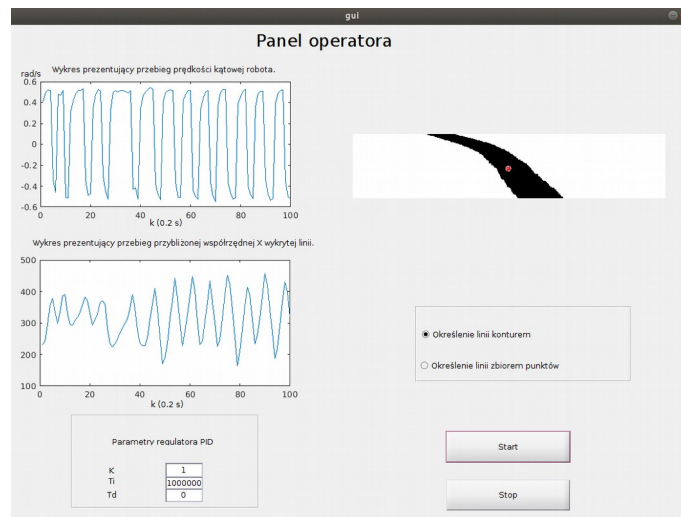 gui
Panel operatora
Wykres prezentujący przebieg prędkości kątowej robota.
rad/s
0.6
0.4
0.2
0
-0.2
-0.4
-0.6
0 20 40 60 80 100
k (0.2 s)
Wykres prezentujący przebieg przybliżonej współrzędnej X wykrytej linii.
500
400
300
200
100
0 20 40 60 80 100
k (0.2 s)
Określenie linii konturem
Określenie linii zbiorem punktów
Parametry regulatora PID
K 1
Ti 1000000
Td 0
Start
Stop